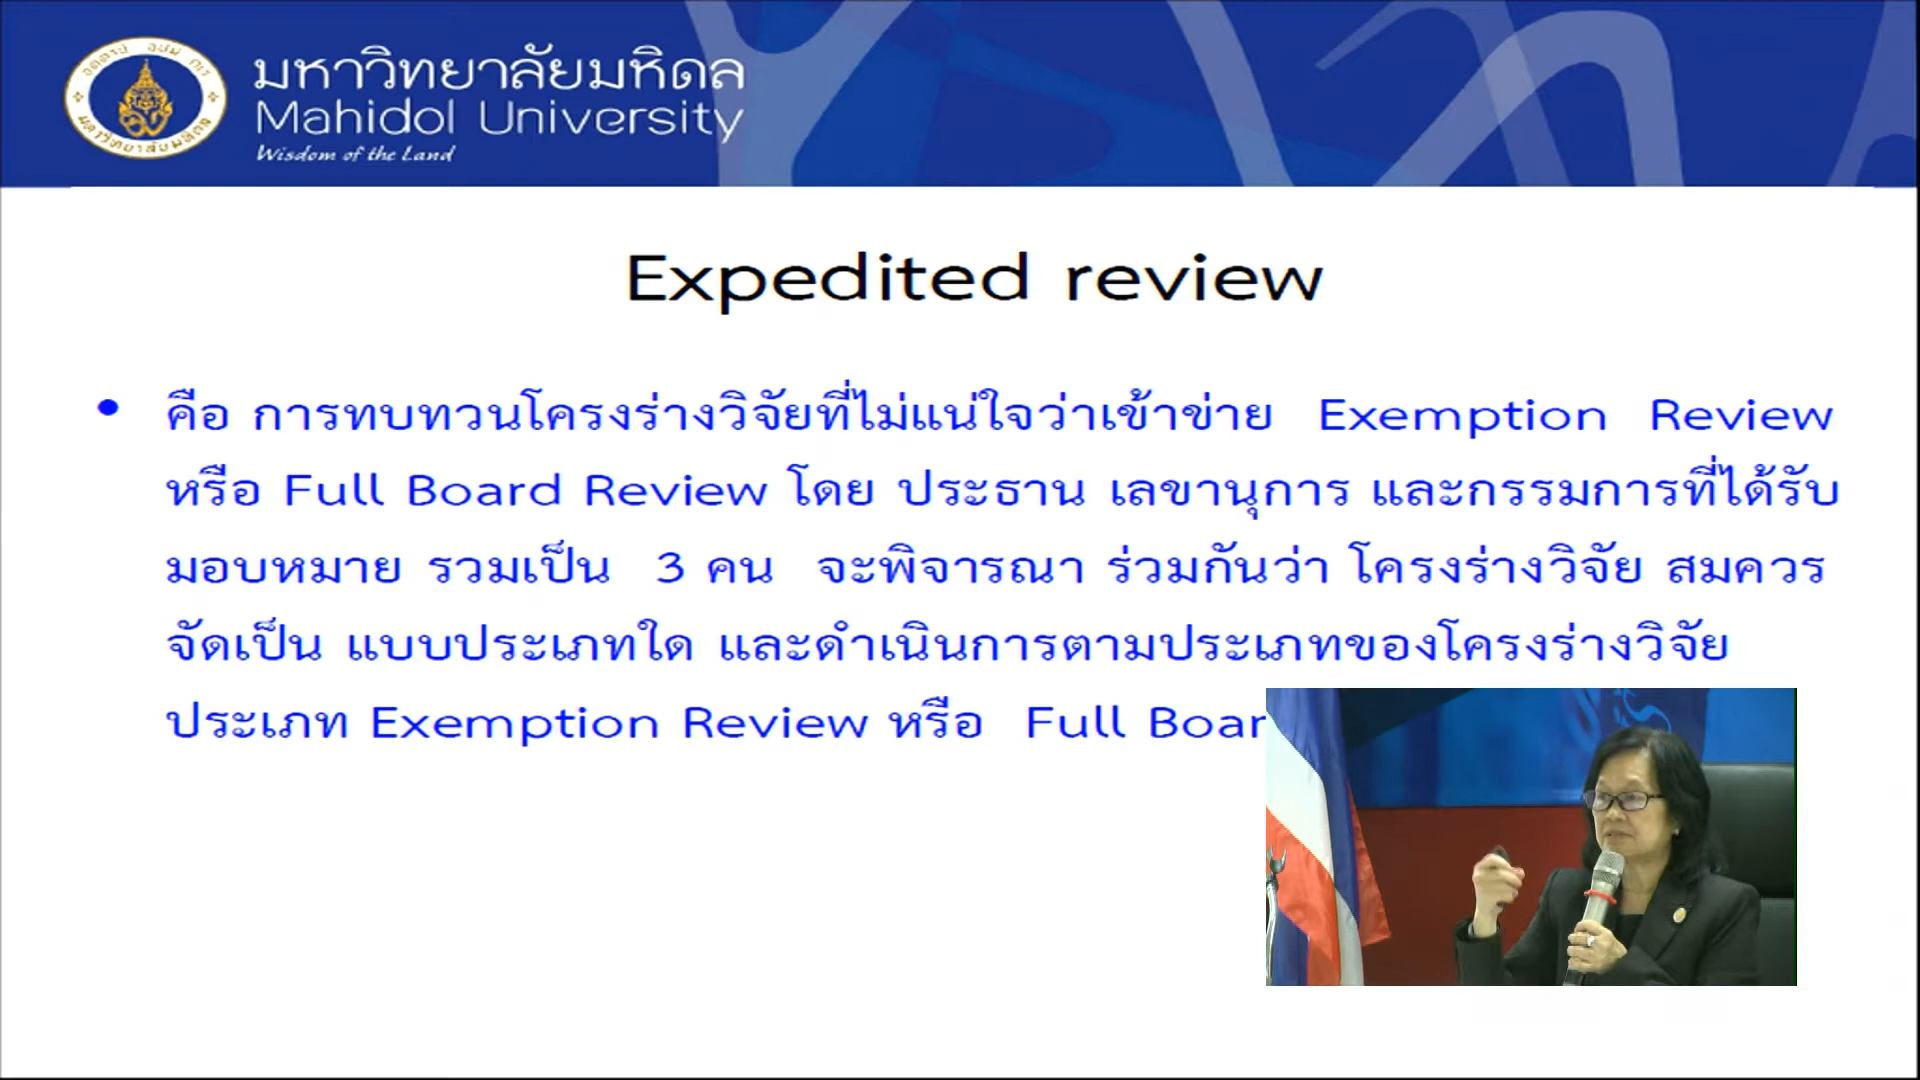 มหาวิทยาลัยมหิดล
Mahidol University
Wisdom of the Land
Expedited review
• คือ การทบทวนโครงร่างวิจัยที่ไม่แน่ใจว่าเข้าข่าย Exemption Review
หรือ Full Board Review โดย ประธาน เลขานุการ และกรรมการที่ได้รับ
มอบหมาย รวมเป็น 3 คน จะพิจารณา ร่วมกันว่า โครงร่างวิจัย สมควร
จัดเป็น แบบประเภทใด และดำเนินการตามประเภทของโครงร่างวิจัย
ประเภท Exemption Review หรือ Full Boar